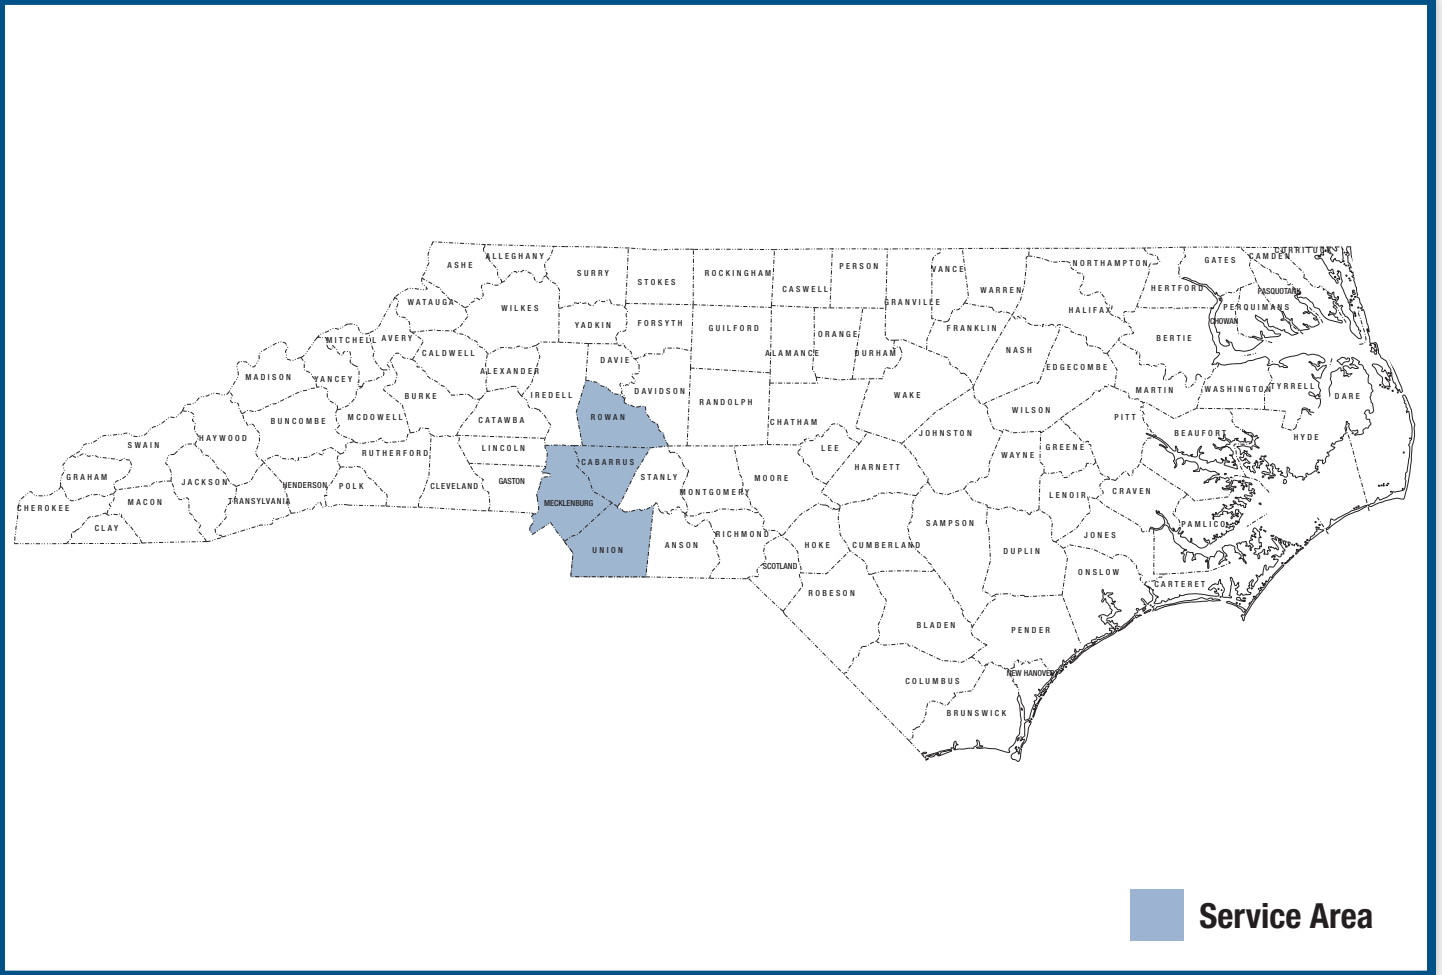 ASHE
ALLEGHANY
SURRY
STOKES
ROCKINGHAM
CASWELL
PERSON
GRANVILLE
VANCE
WARREN
NORTHAMPTON
HERTFORD
GATES
CAMDEN
CURRITUCK
PASQUOTANK
PERQUIMANS
CHOWAN
WATAUGA
WILKES
YADKIN
FORSYTH
GUILFORD
ALAMANCE
ORANGE
DURHAM
FRANKLIN
HALIFAX
BERTIE
MITCHELL
AVERY
CALDWELL
ALEXANDER
DAVIE
NASH
EDGECOMBE
MADISON
YANCEY
BURKE
IREDELL
DAVIDSON
RANDOLPH
CHATHAM
WAKE
WILSON
MARTIN
WASHINGTON
TYRRELL
DARE
BUNCOMBE
MCDOWELL
CATAWBA
ROWAN
JOHNSTON
PITT
BEAUFORT
HYDE
SWAIN
HAYWOOD
RUTHERFORD
LINCOLN
CABARRUS
LEE
HARNETT
WAYNE
GREENE
GRAHAM
JACKSON
HENDERSON
POLK
CLEVELAND
GASTON
STANLY
MONTGOMERY
MOORE
LENOIR
CRAVEN
CHEROKEE
MACON
TRANSYLVANIA
MECKLENBURG
CLAY
UNION
ANSON
RICHMOND
HOKE
CUMBERLAND
SAMPSON
DUPLIN
JONES
PAMLICO
SCOTLAND
ROBESON
ONSLOW
CARTERET
BLADEN
PENDER
COLUMBUS
NEW HANOVER
BRUNSWICK
Service Area